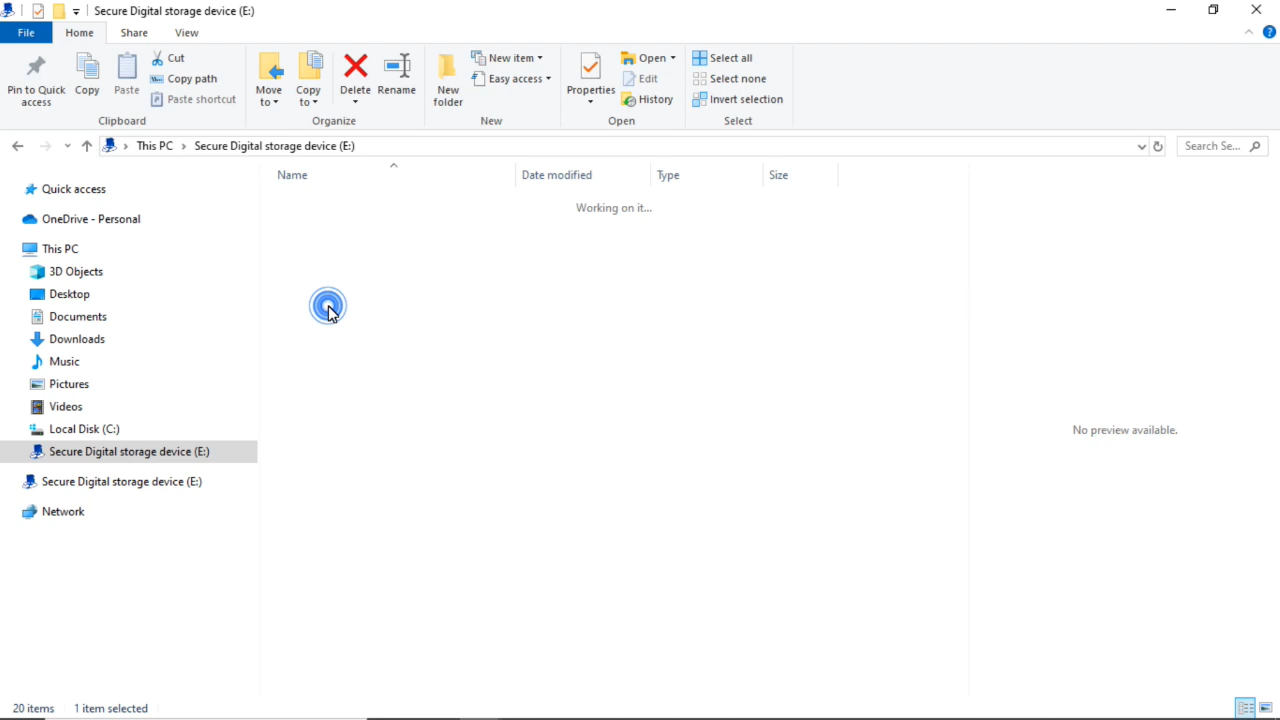 Secure Digital storage device (E:)
File Home Share View
Pin to Quick access
Copy
Paste
Cut
Copy path
Paste shortcut
Clipboard
Move to
Copy to
Delete
Rename
Organize
New folder
New item
Easy access
New
Properties
Open
Edit
History
Open
Select all
Select none
Invert selection
Select
This PC Secure Digital storage device (E:)
Search Se...
Name Date modified Type Size
Working on it...
Quick access
OneDrive - Personal
This PC
3D Objects
Desktop
Documents
Downloads
Music
Pictures
Videos
Local Disk (C:)
Secure Digital storage device (E:)
Secure Digital storage device (E:)
Network
No preview available.
20 items 1 item selected